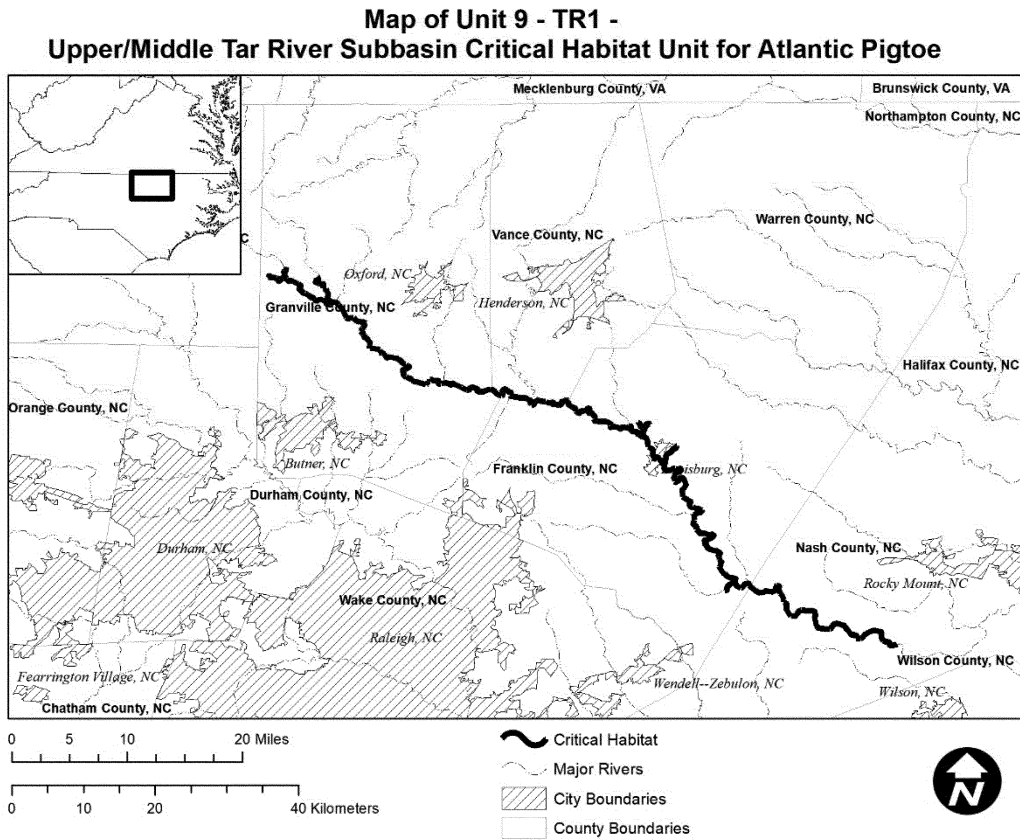 Map of Unit 9 - TR1 -
Upper/Middle Tar River Subbasin Critical Habitat Unit for Atlantic Pigtoe
Mecklenburg County, VA
Brunswick County, VA
Northampton County, NC
Warren County, NC
Vance County, NC
C
Oxford, NC
Henderson, NC
Granville County, NC
Halifax County, NC
Orange County, NC
Butner, NC
Franklin County, NC
isburg, NC
Durham County, NC
Durham, NC
Nash County, NC
Rocky Mount, NC
Wake County, NC
Raleigh, NC
Wilson County, NC
Fearrington Village, NC
Wendell--Zebulon, NC
Wilson, NC
Chatham County, NC
0 5 10 20 Miles
0 10 20 40 Kilometers
Critical Habitat
Major Rivers
City Boundaries
County Boundaries
N